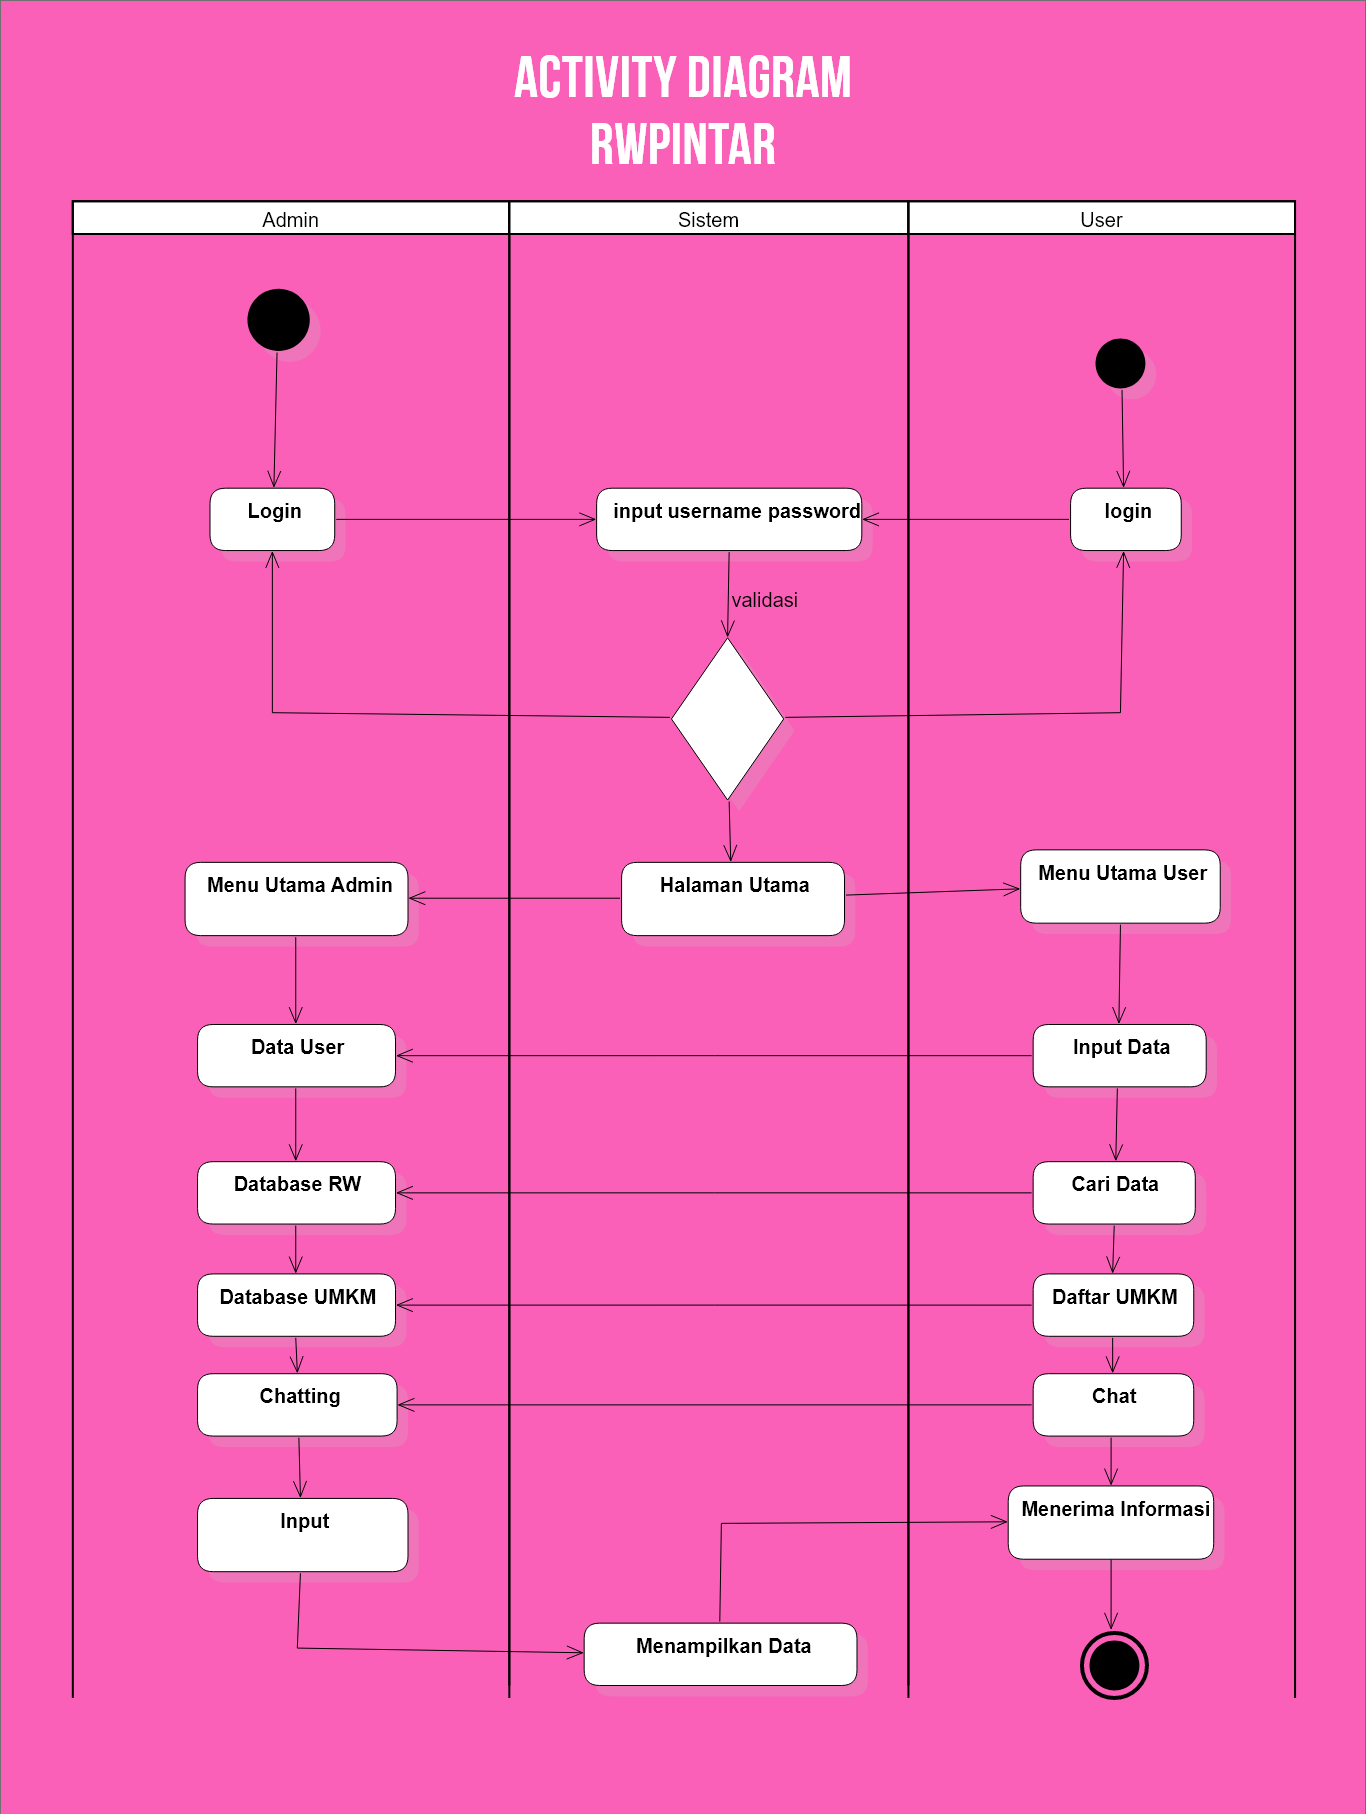 ACTIVITY DIAGRAM
RWPINTAR
Admin
Sistem
User
Login
input username password
login
validasi
Menu Utama Admin
Halaman Utama
Menu Utama User
Data User
Input Data
Database RW
Cari Data
Database UMKM
Daftar UMKM
Chatting
Chat
Input
Menerima Informasi
Menampilkan Data